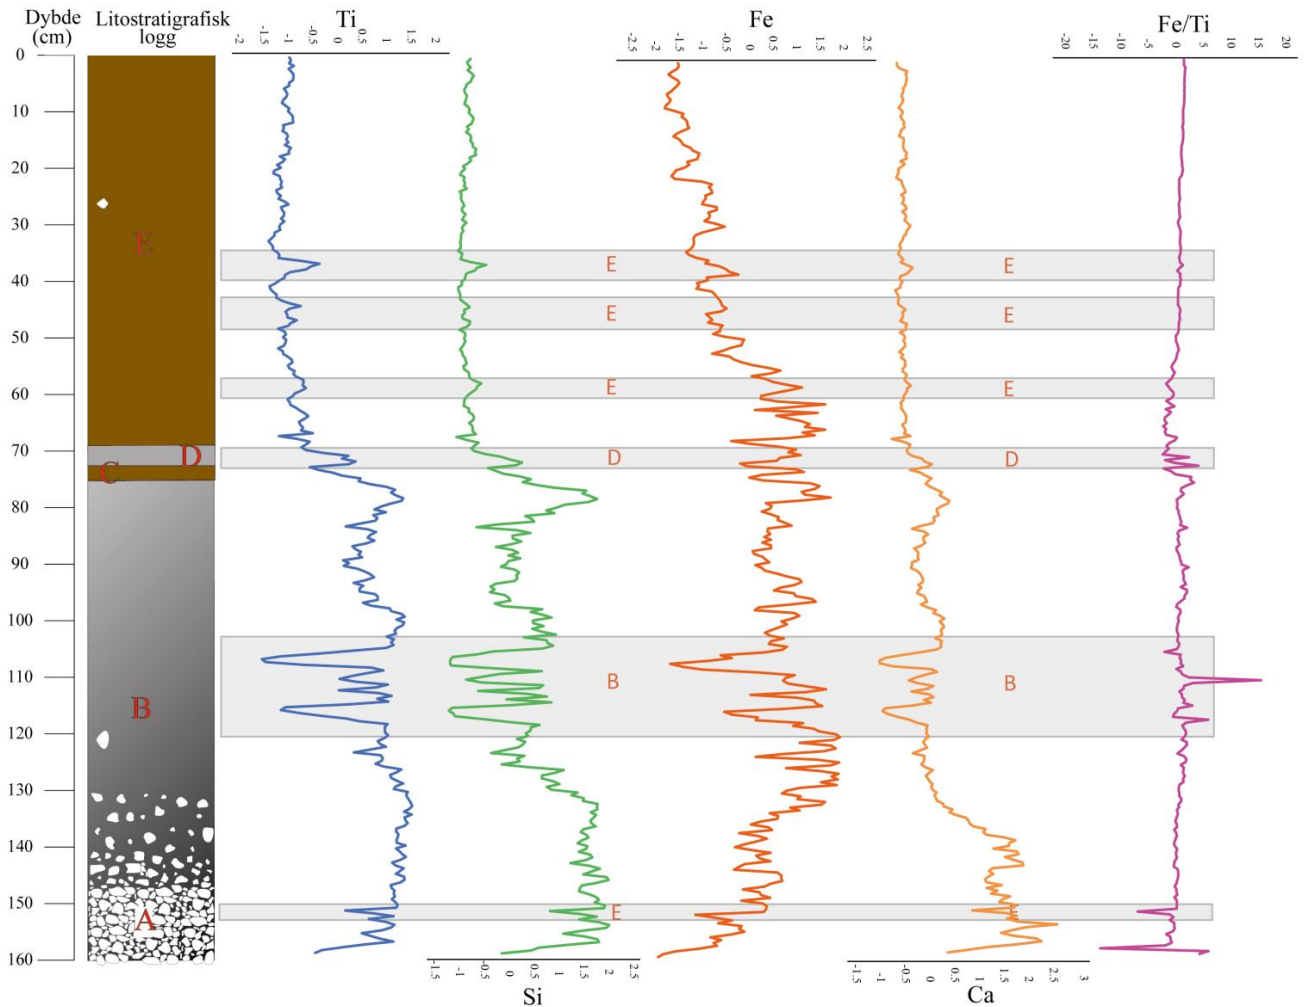 Dybde
(cm)
Litostratigrafisk
logg
Ti
Fe
Fe/Ti
-2 -1.5 -1 -0.5 0 0.5 1 1.5 2
-2.5 -2 -1.5 -1 -0.5 0 0.5 1 1.5 2 2.5
-20 -15 -10 -5 0 5 10 15 20
0
10
20
30
E
E E
40
E E
50
60
E E
70
D
D D
C
80
90
100
110
B B
B
120
130
140
150
A
E E
160
-1.5 -1 -0.5 0 0.5 1 1.5 2 2.5
-1.5 -1 -0.5 0 0.5 1 1.5 2 2.5 3
Si
Ca